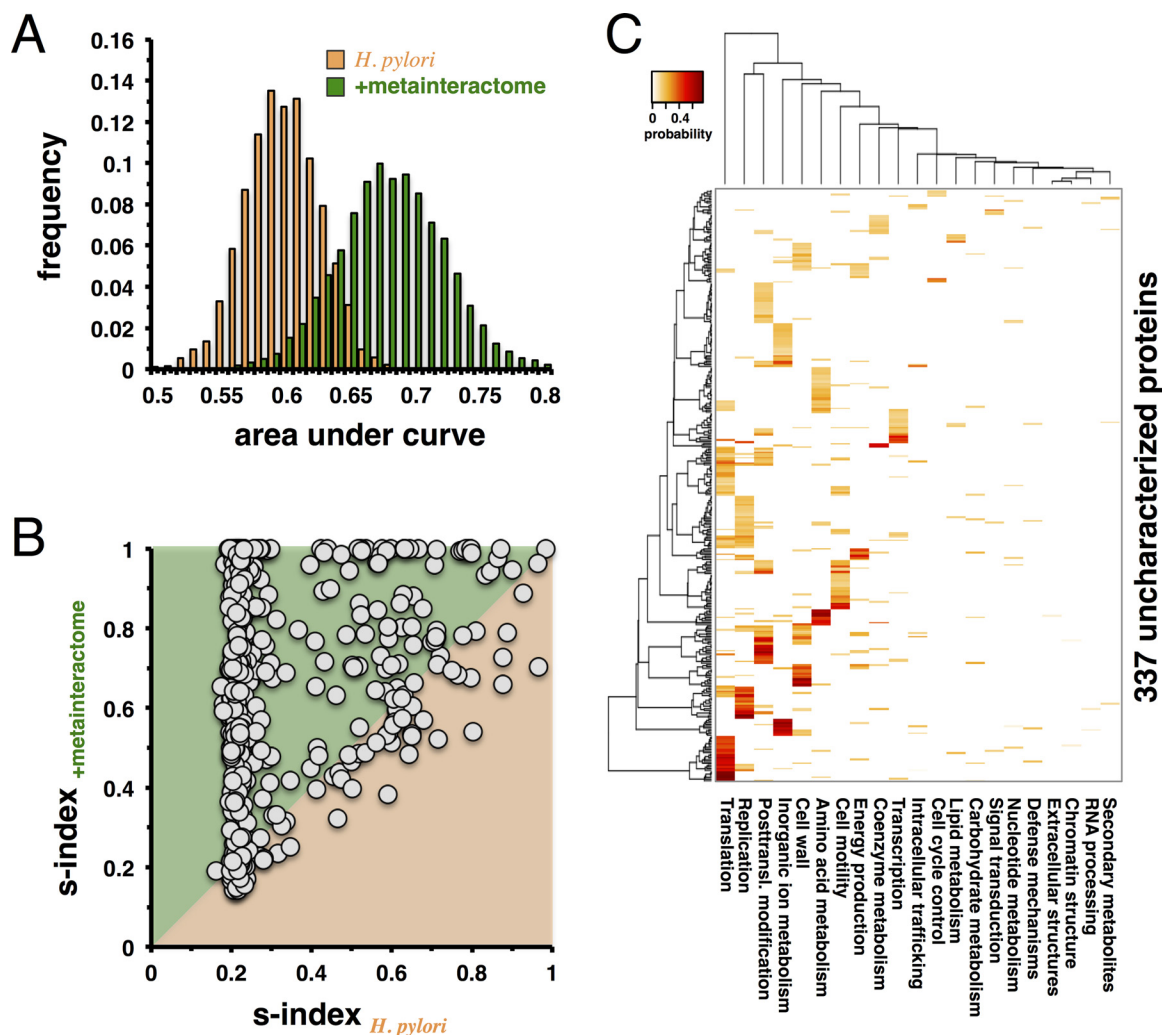 A
0.16
0.14
0.12
0.1
0.08
0.06
0.04
0.02
0
frequency
H. pylori
+metainteractome
0.5 0.55 0.6 0.65 0.7 0.75 0.8
area under curve
B
1
0.8
0.6
0.4
0.2
0
s-index +metainteractome
0 0.2 0.4 0.6 0.8 1
s-index H. pylori
C
0 0.4
probability
337 uncharacterized proteins
Translation
Replication
Posttransl. modification
Inorganic ion metabolism
Cell wall
Amino acid metabolism
Cell motility
Energy production
Coenzyme metabolism
Transcription
Intracellular trafficking
Cell cycle control
Lipid metabolism
Carbohydrate metabolism
Signal transduction
Nucleotide metabolism
Defense mechanisms
Extracellular structures
Chromatin structure
RNA processing
Secondary metabolites